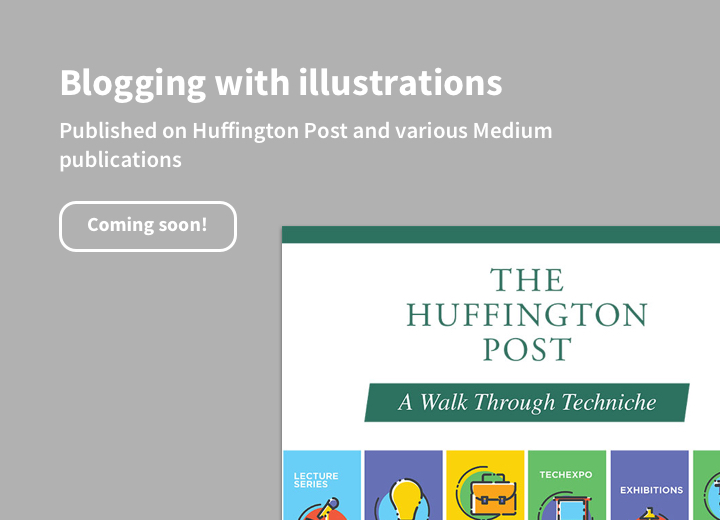 Blogging with illustrations
Published on Huffington Post and various Medium
publications
Coming soon!
THE
HUFFINGTON
POST
A Walk Through Techniche
LECTURE
SERIES
TECHEXPO
EXHIBITIONS